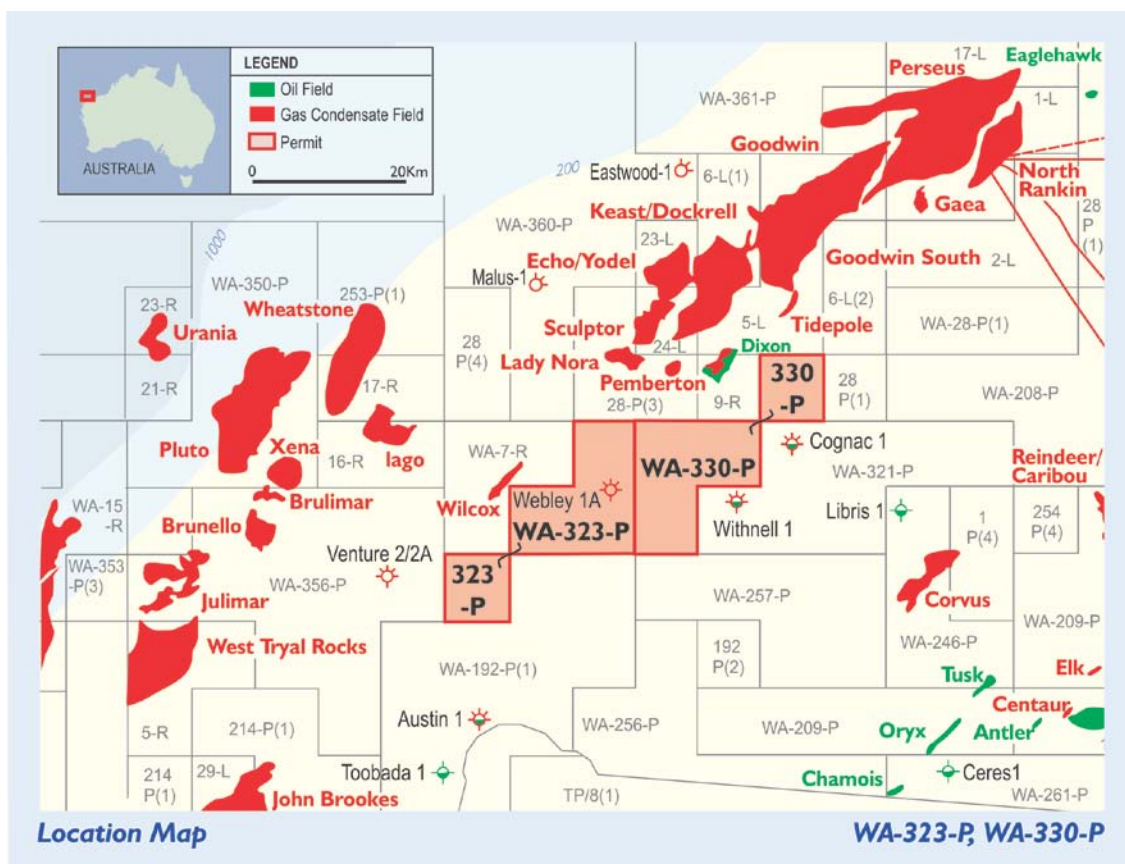 LEGEND
Oil Field
Gas Condensate Field
Permit
0 20Km
AUSTRALIA
17-L
Eaglehawk
Perseus
WA-361-P
1-L
Goodwin
200
Eastwood-1
6-L(1)
North
Rankin
Keast/Dockrell
Gaea
28
P
(1)
WA-360-P
23-L
1000
Echo/Yodel
Goodwin South
2-L
Malus-1
WA-350-P
253-P(1)
Wheatstone
23-R
Urania
6-L(2)
Sculptor
5-L
Tidepole
WA-28-P(1)
28
P(4)
24-L
Dixon
Lady Nora
Pemberton
330
-P
28
P(1)
21-R
17-R
WA-208-P
28-P(3)
9-R
Pluto
Xena
16-R
Iago
WA-7-R
WA-330-P
Cognac 1
WA-321-P
Reindeer/
Caribou
Brulimar
Wilcox
Webley 1A
WA-15
-R
Brunello
WA-323-P
Withnell 1
Libris 1
1
P(4)
254
P(4)
Venture 2/2A
WA-353
-P(3)
WA-356-P
323
-P
Julimar
WA-257-P
Corvus
WA-209-P
West Tryal Rocks
WA-192-P(1)
192
P(2)
WA-246-P
Tusk
Elk
Centaur
5-R
214-P(1)
Austin 1
WA-256-P
WA-209-P
Oryx
Antler
214
P(1)
29-L
Toobada 1
Ceres1
Chamois
John Brookes
TP/8(1)
WA-261-P
Location Map
WA-323-P, WA-330-P